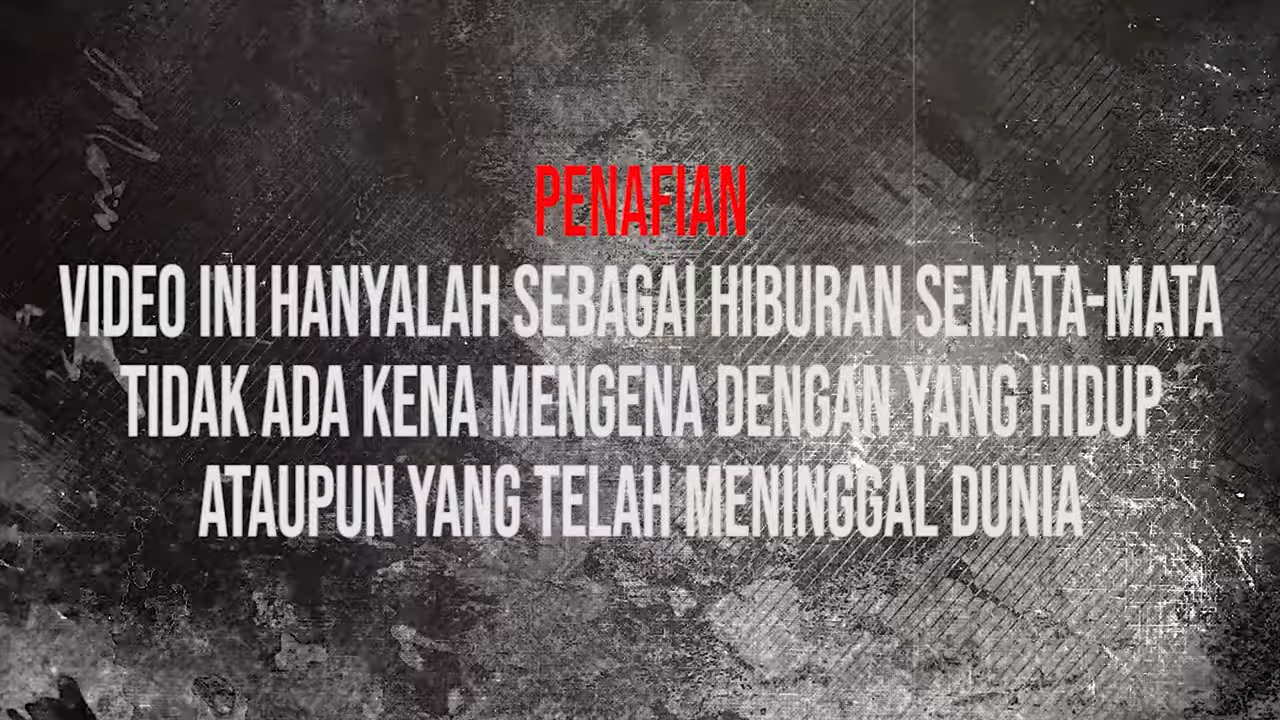 PENAFIAN
VIDEO INI HANYALAH SEBAGAI HIBURAN SEMATA-MATA
TIDAK ADA KENA MENGENA DENGAN YANG HIDUP
ATAUPUN YANG TELAH MENINGGAL DUNIA